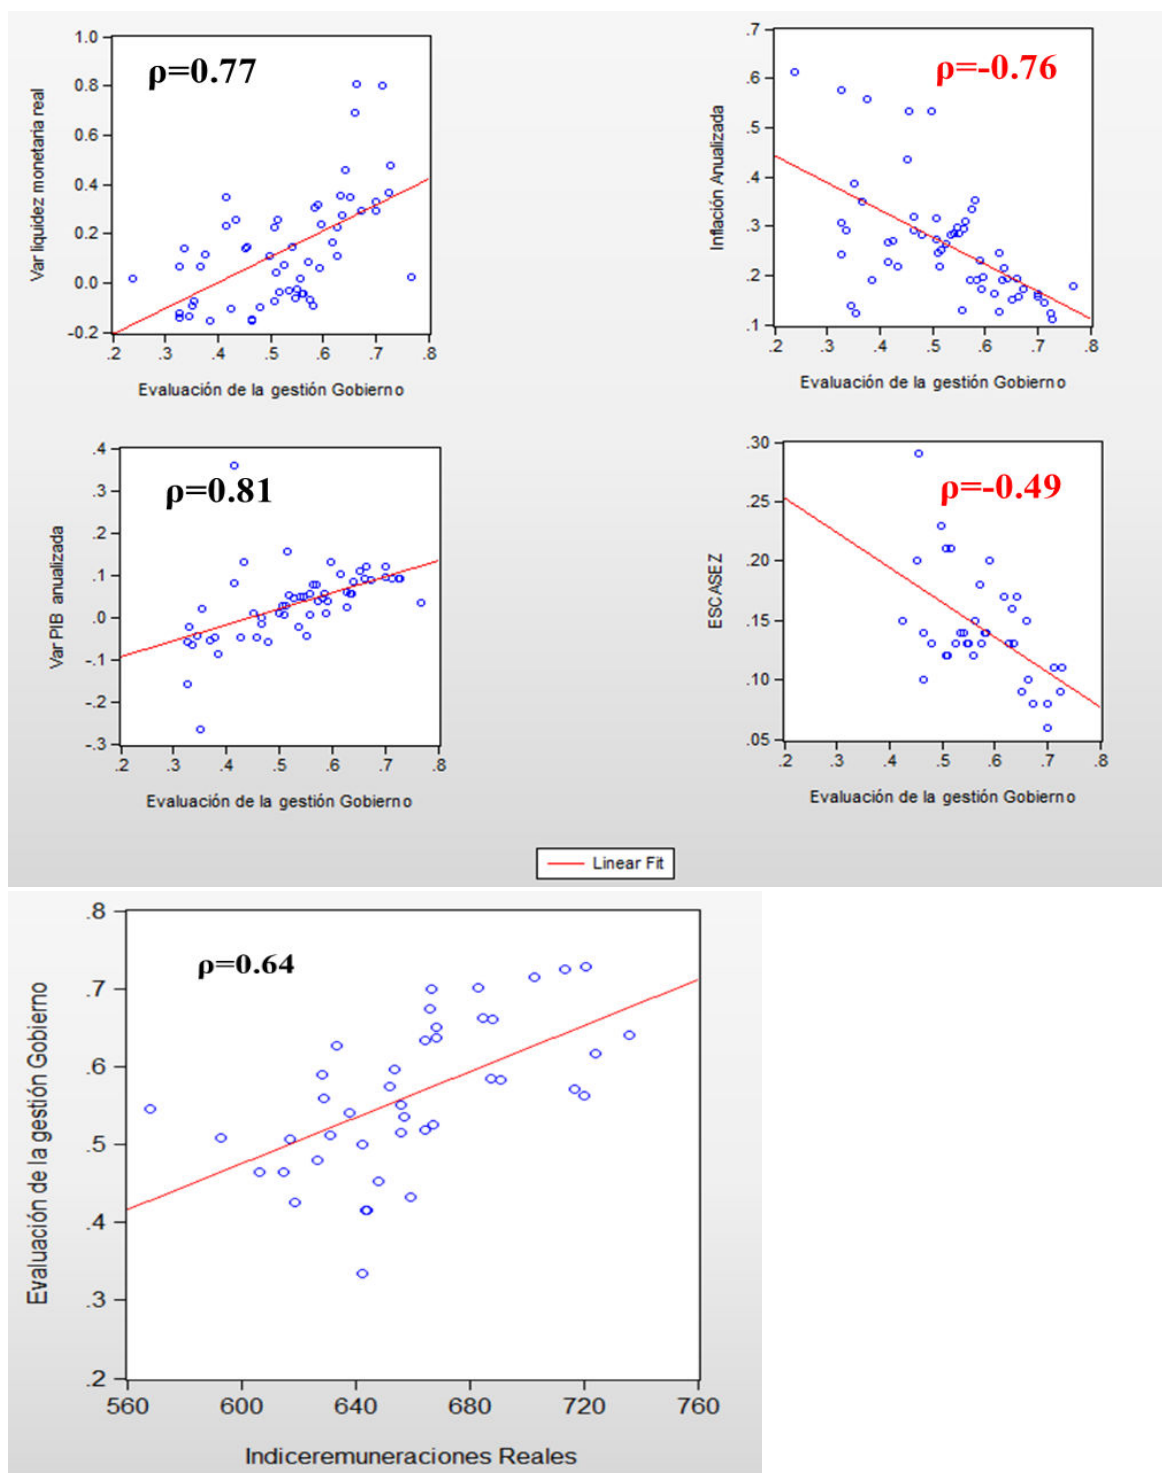 ρ=0.77
Var liquidez monetaria real
1.0
0.8
0.6
0.4
0.2
0.0
-0.2
.2 .3 .4 .5 .6 .7 .8
Evaluación de la gestión Gobierno
ρ=-0.76
Inflación Anualizada
.7
.6
.5
.4
.3
.2
.1
.2 .3 .4 .5 .6 .7 .8
Evaluación de la gestión Gobierno
ρ=0.81
Var PIB anualizada
.4
.3
.2
.1
.0
-.1
-.2
-.3
.2 .3 .4 .5 .6 .7 .8
Evaluación de la gestión Gobierno
ρ=-0.49
ESCASEZ
.30
.25
.20
.15
.10
.05
.2 .3 .4 .5 .6 .7 .8
Evaluación de la gestión Gobierno
Linear Fit
ρ=0.64
Evaluación de la gestión Gobierno
.8
.7
.6
.5
.4
.3
.2
560 600 640 680 720 760
Indiceremuneraciones Reales